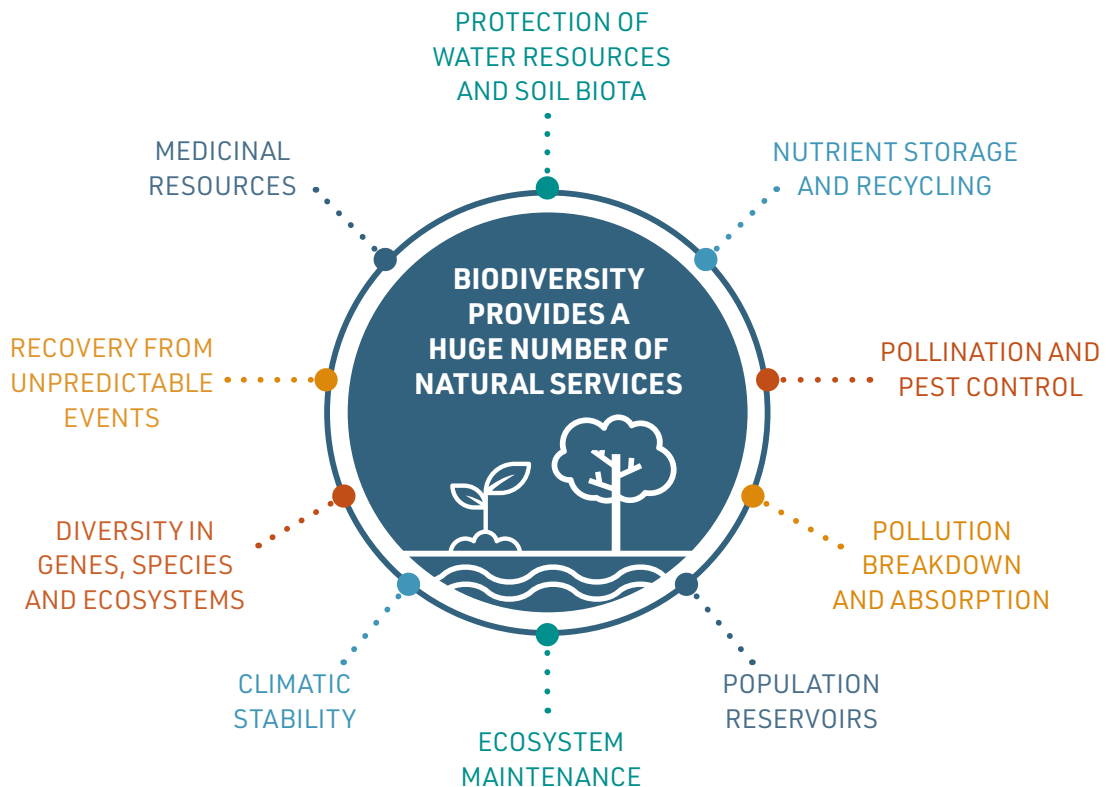 PROTECTION OF
WATER RESOURCES
AND SOIL BIOTA
MEDICINAL
RESOURCES
NUTRIENT STORAGE
AND RECYCLING
BIODIVERSITY
PROVIDES A
HUGE NUMBER OF
NATURAL SERVICES
RECOVERY FROM
UNPREDICTABLE
EVENTS
POLLINATION AND
PEST CONTROL
DIVERSITY IN
GENES, SPECIES
AND ECOSYSTEMS
POLLUTION
BREAKDOWN
AND ABSORPTION
CLIMATIC
STABILITY
POPULATION
RESERVOIRS
ECOSYSTEM
MAINTENANCE